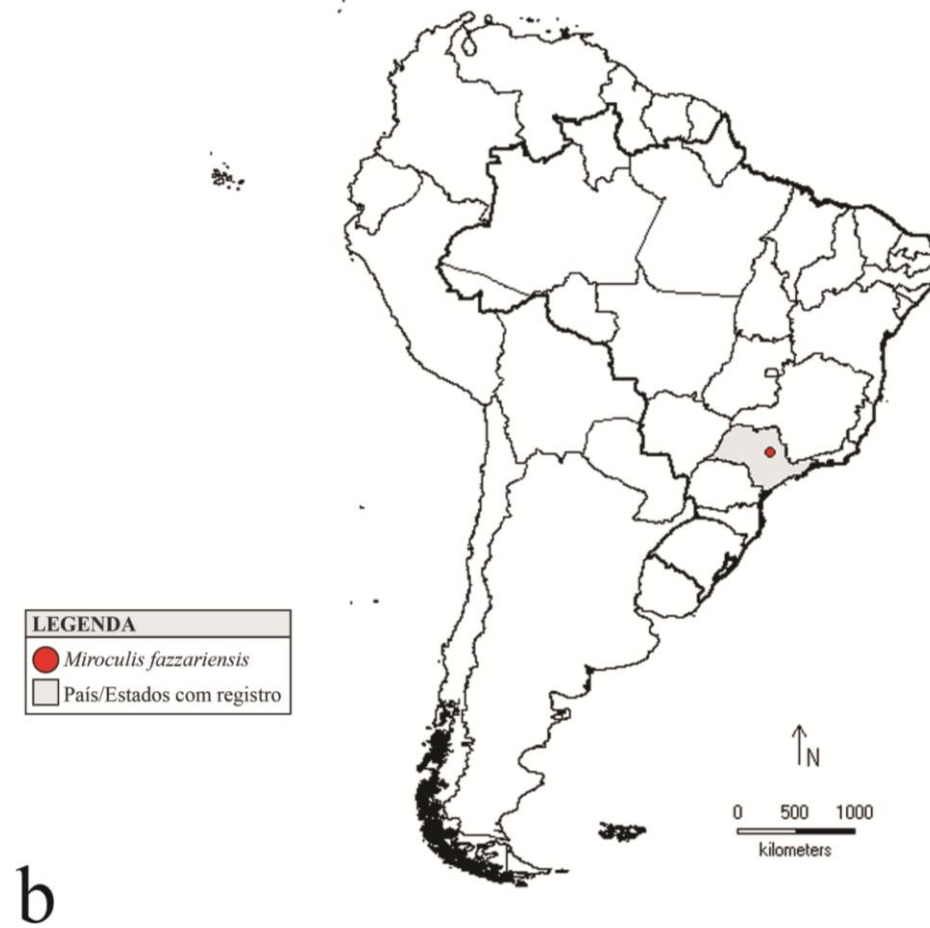 LEGENDA
Miroculis fazzariensis
País/Estados com registro
N
0 500 1000
kilometers
b